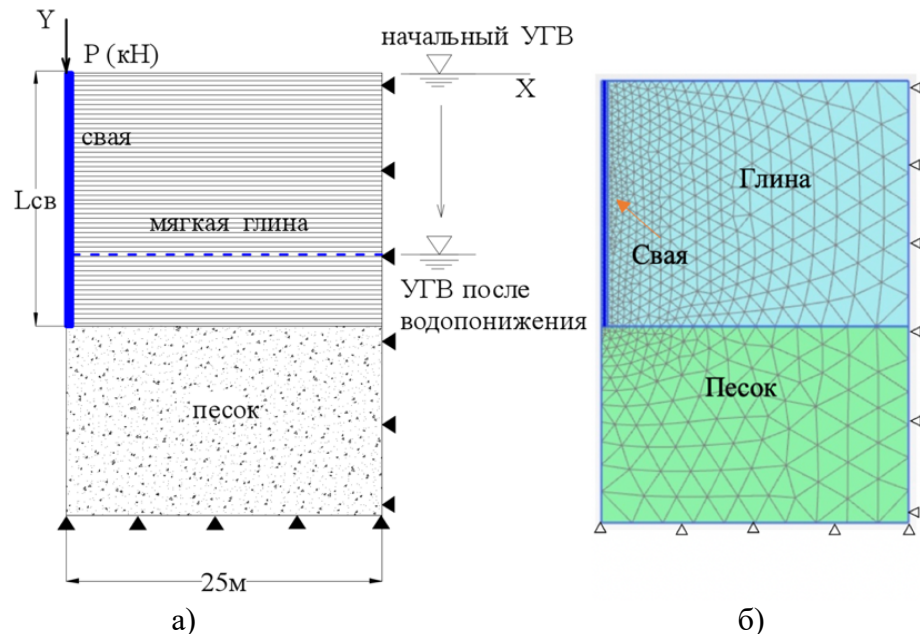 Y
P (кН)
начальный УГВ
X
свая
Lсв
мягкая глина
УГВ после
водопонижения
песок
25м
а)
Глина
Свая
Песок
б)